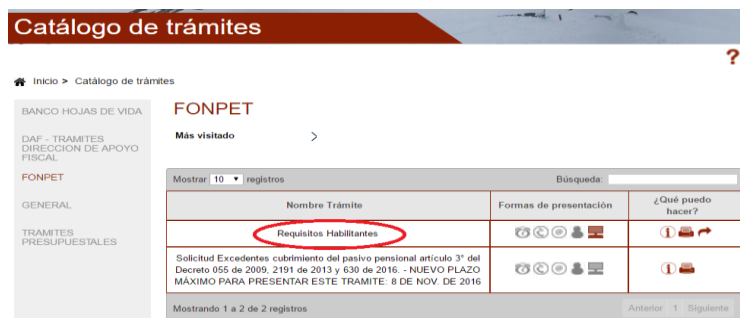 Catálogo de trámites
?
Inicio > Catálogo de trámites
BANCO HOJAS DE VIDA
DAF - TRAMITES
DIRECCION DE APOYO
FISCAL
FONPET
GENERAL
TRAMITES
PRESUPUESTALES
FONPET
Más visitado >
Mostrar 10 registros Búsqueda:
Nombre Trámite Formas de presentación ¿Qué puedo
hacer?
Requisitos Habilitantes
Solicitud Excedentes cubrimiento del pasivo pensional artículo 3° del
Decreto 055 de 2009, 2191 de 2013 y 630 de 2016. - NUEVO PLAZO
MÁXIMO PARA PRESENTAR ESTE TRAMITE: 8 DE NOV. DE 2016
Mostrando 1 a 2 de 2 registros Anterior 1 Siguiente